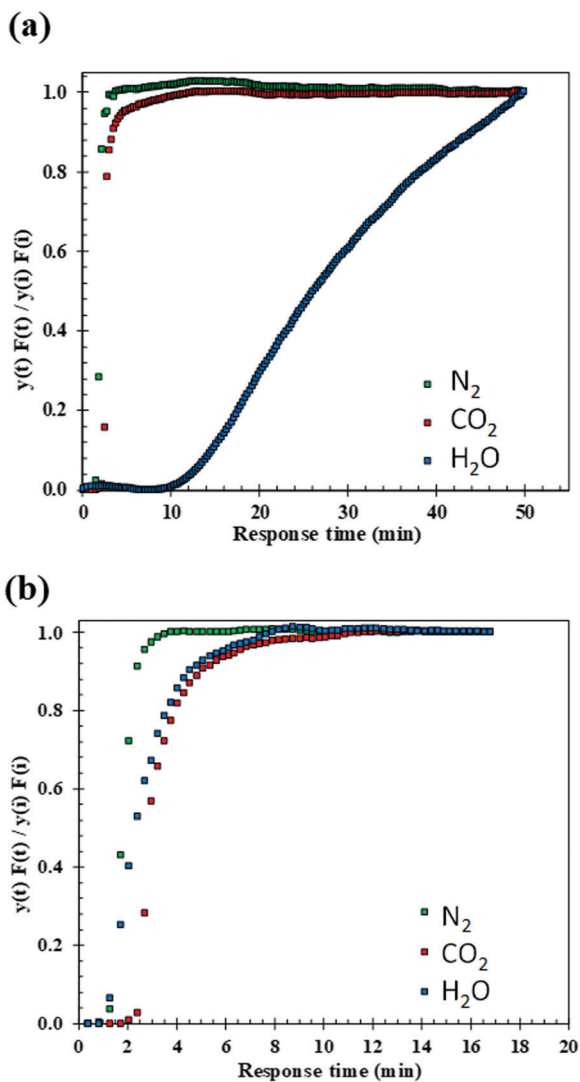 (a)
1.0
0.8
0.6
0.4
0.2
0.0
y(t) F(t) / y(i) F(i)
N₂
CO₂
H₂O
0 10 20 30 40 50
Response time (min)
(b)
1.0
0.8
0.6
0.4
0.2
0.0
y(t) F(t) / y(i) F(i)
N₂
CO₂
H₂O
0 2 4 6 8 10 12 14 16 18 20
Response time (min)